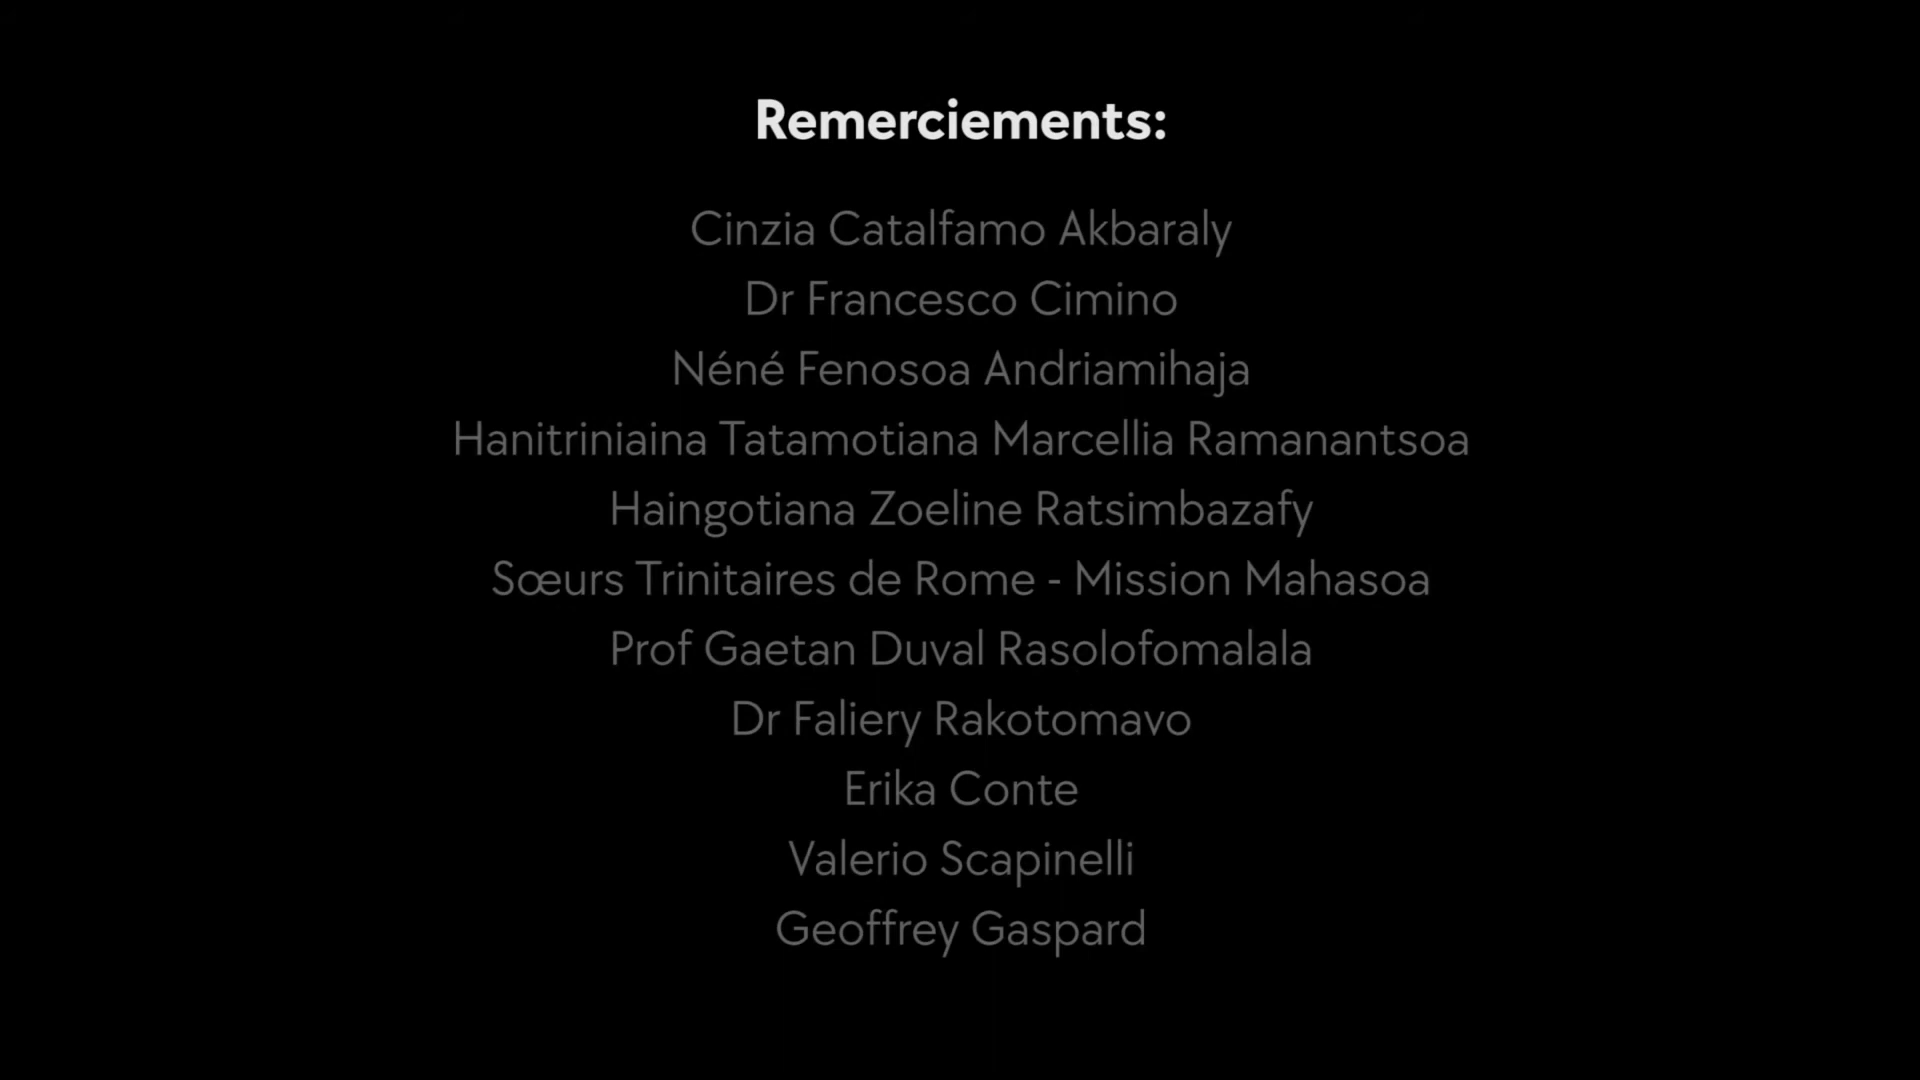 Remerciements:
Cinzia Catalfamo Akbaraly
Dr Francesco Cimino
Néné Fenosoa Andriamihaja
Hanitriniaina Tatamotiana Marcellia Ramanantsoa
Haingotiana Zoeline Ratsimbazafy
Sœurs Trinitaires de Rome - Mission Mahasoa
Prof Gaetan Duval Rasolofomalala
Dr Faliery Rakotomavo
Erika Conte
Valerio Scapinelli
Geoffrey Gaspard